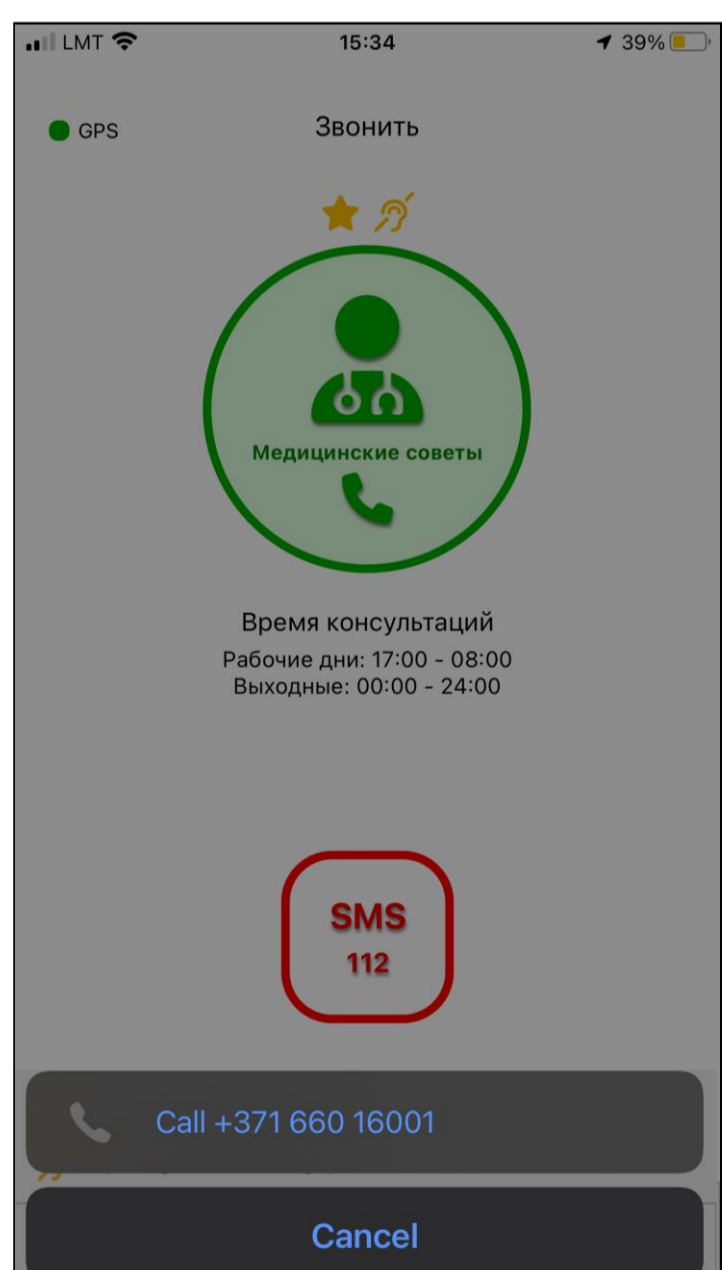 LMT 15:34 39%
GPS Звонить
Медицинские советы
Время консультаций
Рабочие дни: 17:00 - 08:00
Выходные: 00:00 - 24:00
SMS
112
Call +371 660 16001
Cancel